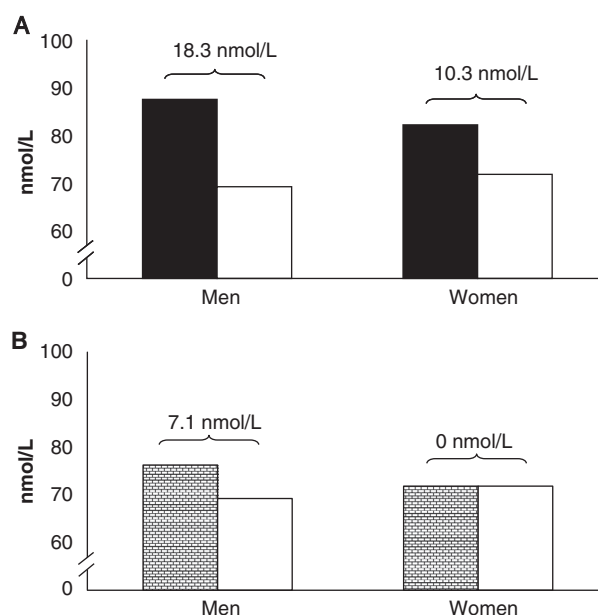 A
100
18.3 nmol/L
90
10.3 nmol/L
80
nmol/L
70
60
0
Men
Women
B
100
90
80
7.1 nmol/L
0 nmol/L
nmol/L
70
60
0
Men
Women